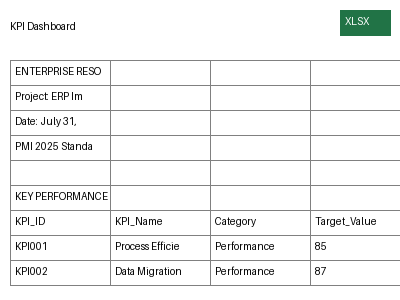 KPI Dashboard
XLSX
ENTERPRISE RESO
Project: ERP Im
Date: July 31,
PMI 2025 Standa
KEY PERFORMANCE
KPI_ID KPI_Name Category Target_Value
KPI001 Process Efficie Performance 85
KPI002 Data Migration Performance 87